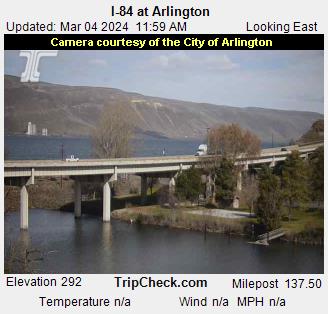 I-84 at Arlington
Updated: Mar 04 2024 11:59 AM Looking East
Camera courtesy of the City of Arlington
Elevation 292 TripCheck.com Milepost 137.50
Temperature n/a Wind n/a MPH n/a